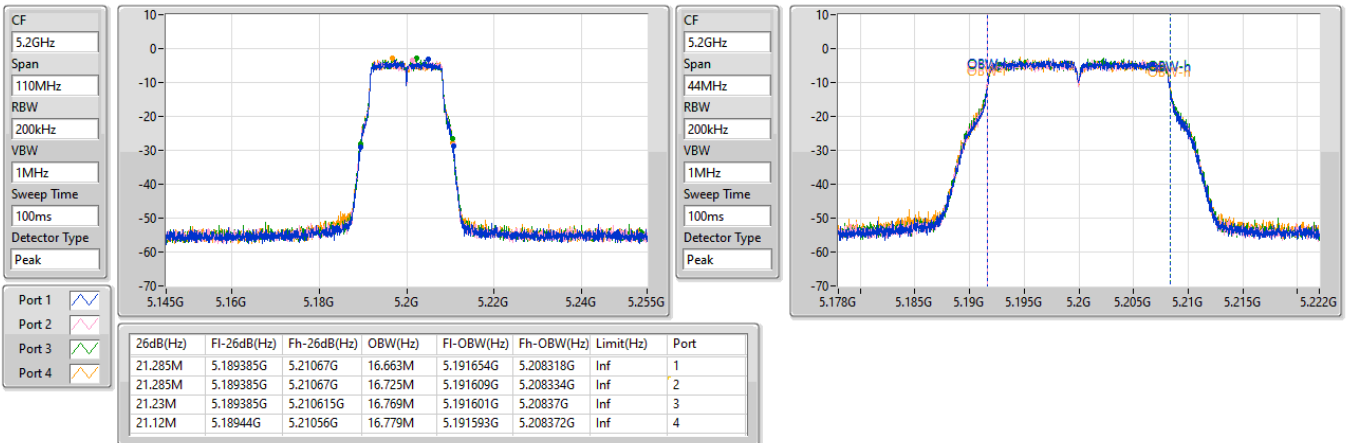 CF
5.2GHz
Span
110MHz
RBW
200kHz
VBW
1MHz
Sweep Time
100ms
Detector Type
Peak
10
0
-10
-20
-30
-40
-50
-60
-70
5.145G 5.16G 5.18G 5.2G 5.22G 5.24G 5.255G
CF
5.2GHz
Span
44MHz
RBW
200kHz
VBW
1MHz
Sweep Time
100ms
Detector Type
Peak
10
0
-10
-20
-30
-40
-50
-60
-70
OBW-h
5.178G 5.185G 5.19G 5.195G 5.2G 5.205G 5.21G 5.215G 5.222G
Port 1
Port 2
Port 3
Port 4
26dB(Hz) Fl-26dB(Hz) Fh-26dB(Hz) OBW(Hz) Fl-OBW(Hz) Fh-OBW(Hz) Limit(Hz) Port
21.285M 5.189385G 5.21067G 16.663M 5.191654G 5.208318G Inf 1
21.285M 5.189385G 5.21067G 16.725M 5.191609G 5.208334G Inf 2
21.23M 5.189385G 5.210615G 16.769M 5.191601G 5.20837G Inf 3
21.12M 5.18944G 5.21056G 16.779M 5.191593G 5.208372G Inf 4